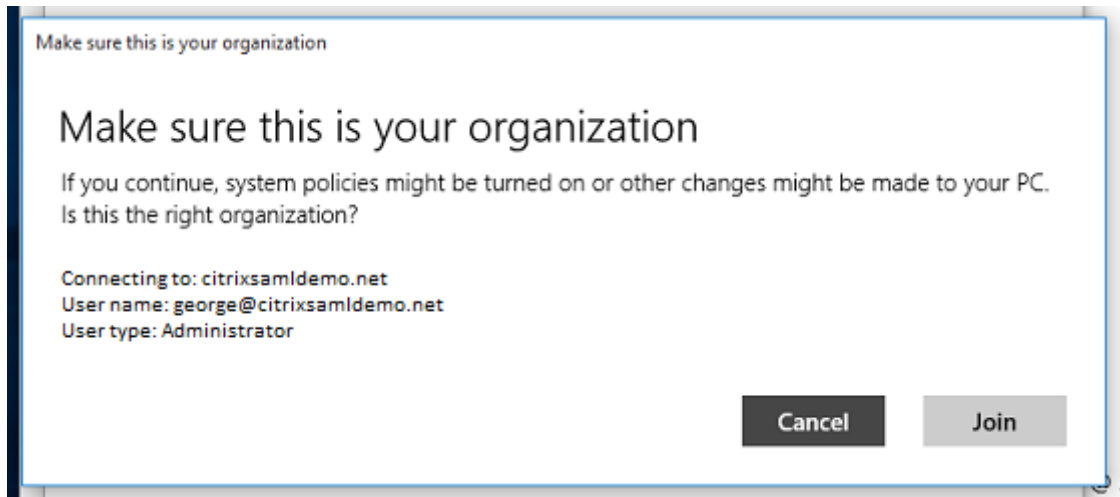 Make sure this is your organization
Make sure this is your organization
If you continue, system policies might be turned on or other changes might be made to your PC.
Is this the right organization?
Connecting to: citrixsamldemo.net
User name: george@citrixsamldemo.net
User type: Administrator
Cancel
Join